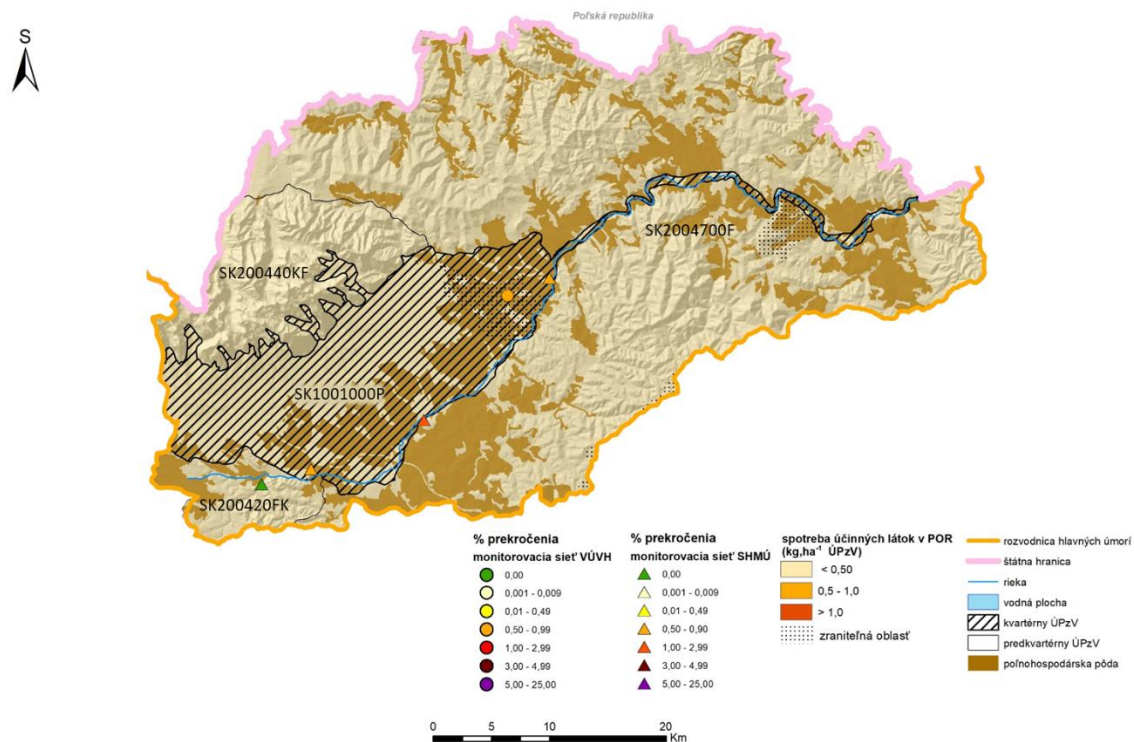 Poľská republika
S
SK2004700F
SK200440KF
SK1001000P
SK200420FK
% prekročenia
monitorovacia sieť VÚVH
0,00
0,001 - 0,009
0,01 - 0,49
0,50 - 0,99
1,00 - 2,99
3,00 - 4,99
5,00 - 25,00
% prekročenia
monitorovacia sieť SHMÚ
0,00
0,001 - 0,009
0,01 - 0,49
0,50 - 0,90
1,00 - 2,99
3,00 - 4,99
5,00 - 25,00
spotreba účinných látok v POR
(kg,ha⁻¹ ÚPzV)
< 0,50
0,5 - 1,0
> 1,0
zraniteľná oblasť
rozvodnica hlavných úmorí
štátna hranica
rieka
vodná plocha
kvartérny ÚPzV
predkvartérny ÚPzV
poľnohospodárska pôda
0 5 10 20
Km